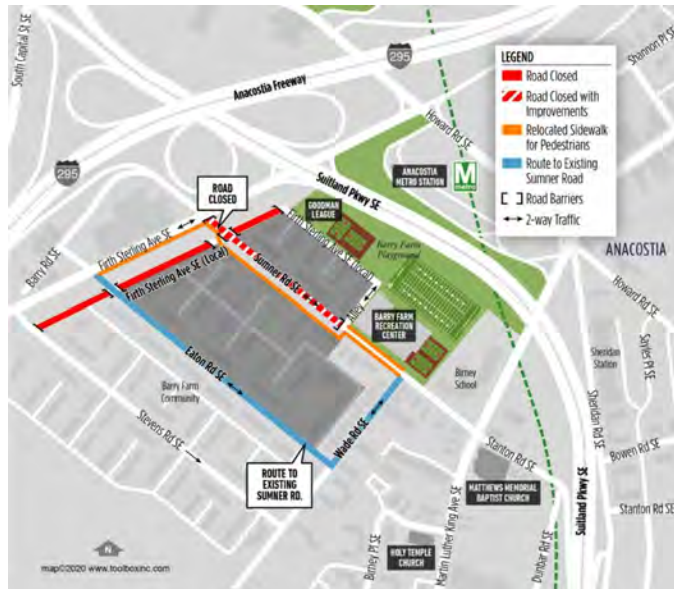 South Capital St SE
295
Shannon Pl SE
LEGEND
Road Closed
Road Closed with
Improvements
Relocated Sidewalk
for Pedestrians
Route to Existing
Sumner Road
Road Barriers
2-way Traffic
Anacostia Freeway
Howard Rd SE
295
Suitland Pkwy SE
ANACOSTIA
METRO STATION
M
metro
ROAD
CLOSED
GOODMAN
LEAGUE
Barry Farm
Playground
Firth Sterling Ave SE
Firth Sterling Ave SE (Local)
ANACOSTIA
Barry Rd SE
Firth Sterling Ave SE (Local)
Sumner Rd SE
Alley
Howard Rd SE
BARRY FARM
RECREATION
CENTER
Birney
School
Sheridan
Station
Sayles Pl SE
Eaton Rd SE
Barry Farm
Community
Stevens Rd SE
Wade Rd SE
Sheridan Rd SE
Bowen Rd SE
Stanton Rd SE
ROUTE TO
EXISTING
SUMNER RD.
MATTHEWS MEMORIAL
BAPTIST CHURCH
Suitland Pkwy SE
Stanton Rd SE
Martin Luther King Ave SE
HOLY TEMPLE
CHURCH
Birney Pl SE
Dunbar Rd SE
N
map©2020 www.toolboxinc.com